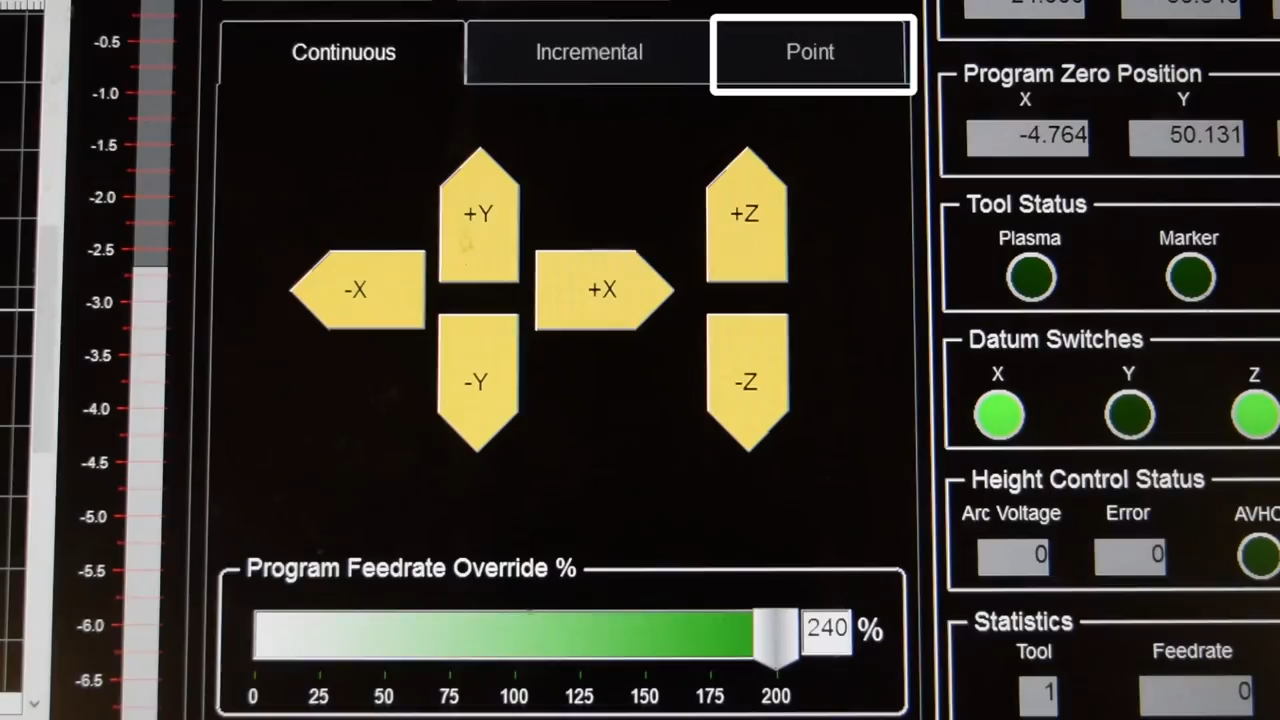 Continuous
Incremental
Point
+Y
-X
+X
-Y
+Z
-Z
Program Feedrate Override %
240 %
0
25
50
75
100
125
150
175
200
-0.5
-1.0
-1.5
-2.0
-2.5
-3.0
-3.5
-4.0
-4.5
-5.0
-5.5
-6.0
-6.5
Program Zero Position
X
Y
-4.764
50.131
Tool Status
Plasma
Marker
Datum Switches
X
Y
Z
Height Control Status
Arc Voltage
Error
AVHC
0
0
Statistics
Tool
Feedrate
1
0